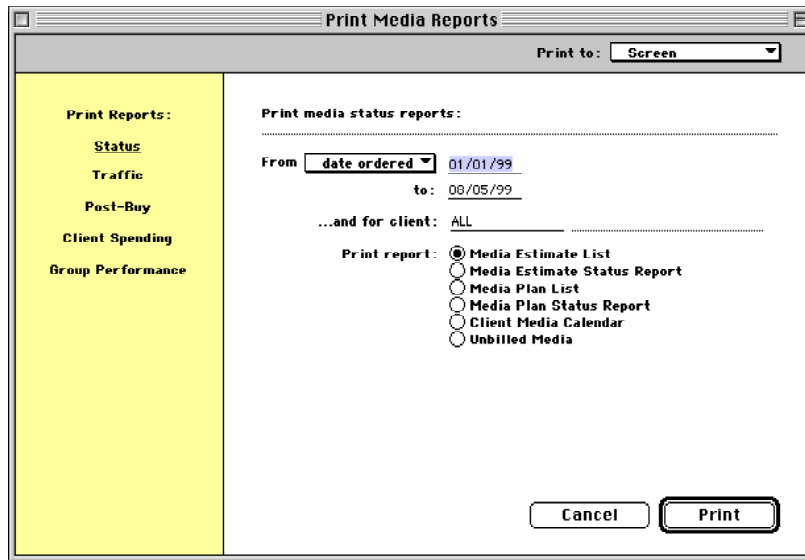 Print Media Reports
Print to: Screen
Print Reports:
Status
Traffic
Post-Buy
Client Spending
Group Performance
Print media status reports:
From date ordered 01/01/99
to: 08/05/99
...and for client: ALL
Print report: Media Estimate List
Media Estimate Status Report
Media Plan List
Media Plan Status Report
Client Media Calendar
Unbilled Media
Cancel Print